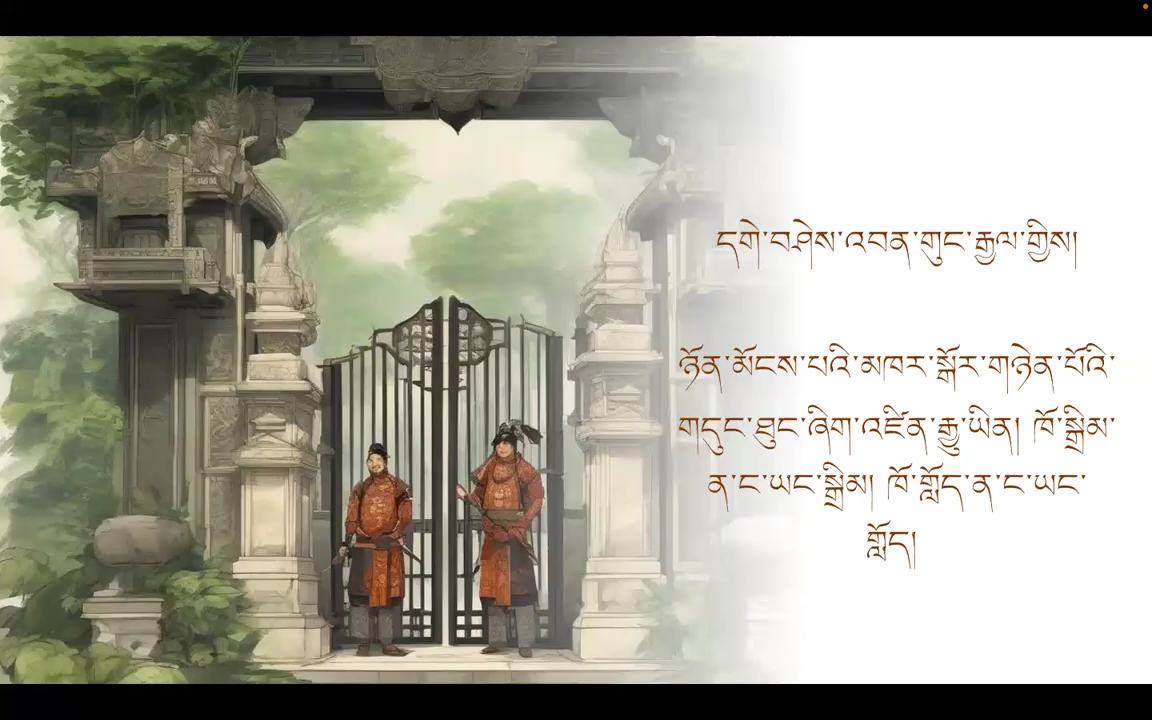 དགེ་བཤེས་འབན་གུང་རྒྱལ་གྱིས།
ཉོན་མོངས་པའི་མཁར་སྒོར་གཉེན་པོའི་
གདུང་ཐུང་ཞིག་འཛིན་རྒྱུ་ཡིན། ཁོ་སྒྲིམ་
ན་ང་ཡང་སྒྲིམ། ཁོ་གློད་ན་ང་ཡང་
གློད།